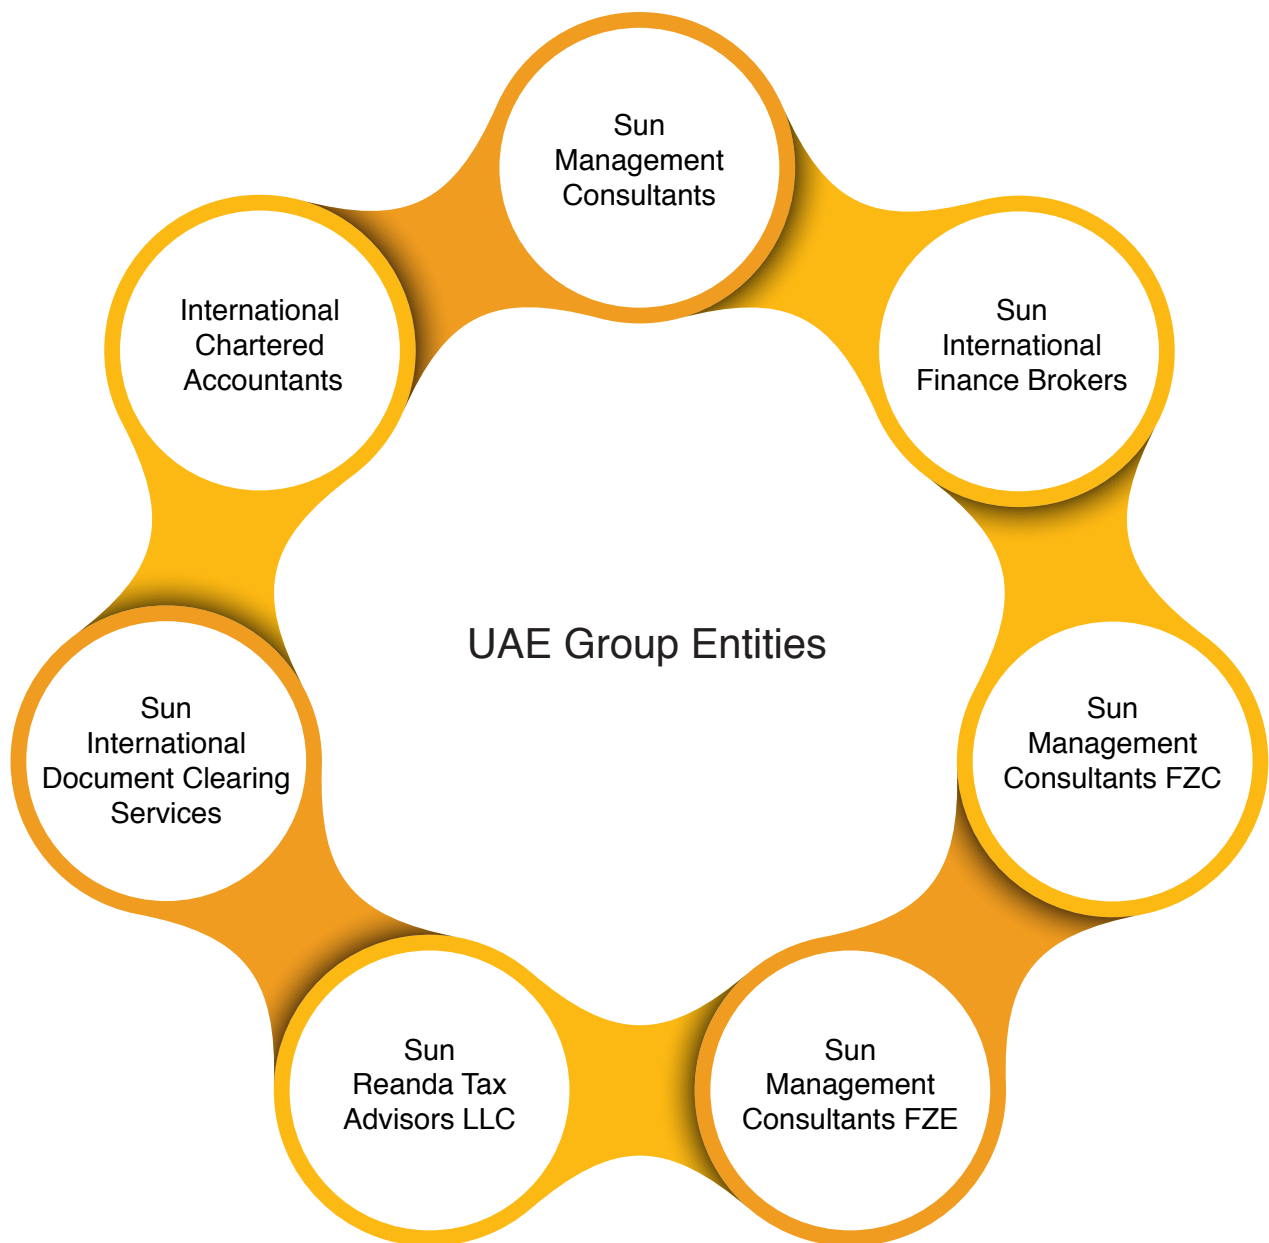 Sun
Management
Consultants
Sun
International
Finance Brokers
Sun
Management
Consultants FZC
Sun
Management
Consultants FZE
Sun
Reanda Tax
Advisors LLC
Sun
International
Document Clearing
Services
International
Chartered
Accountants
UAE Group Entities